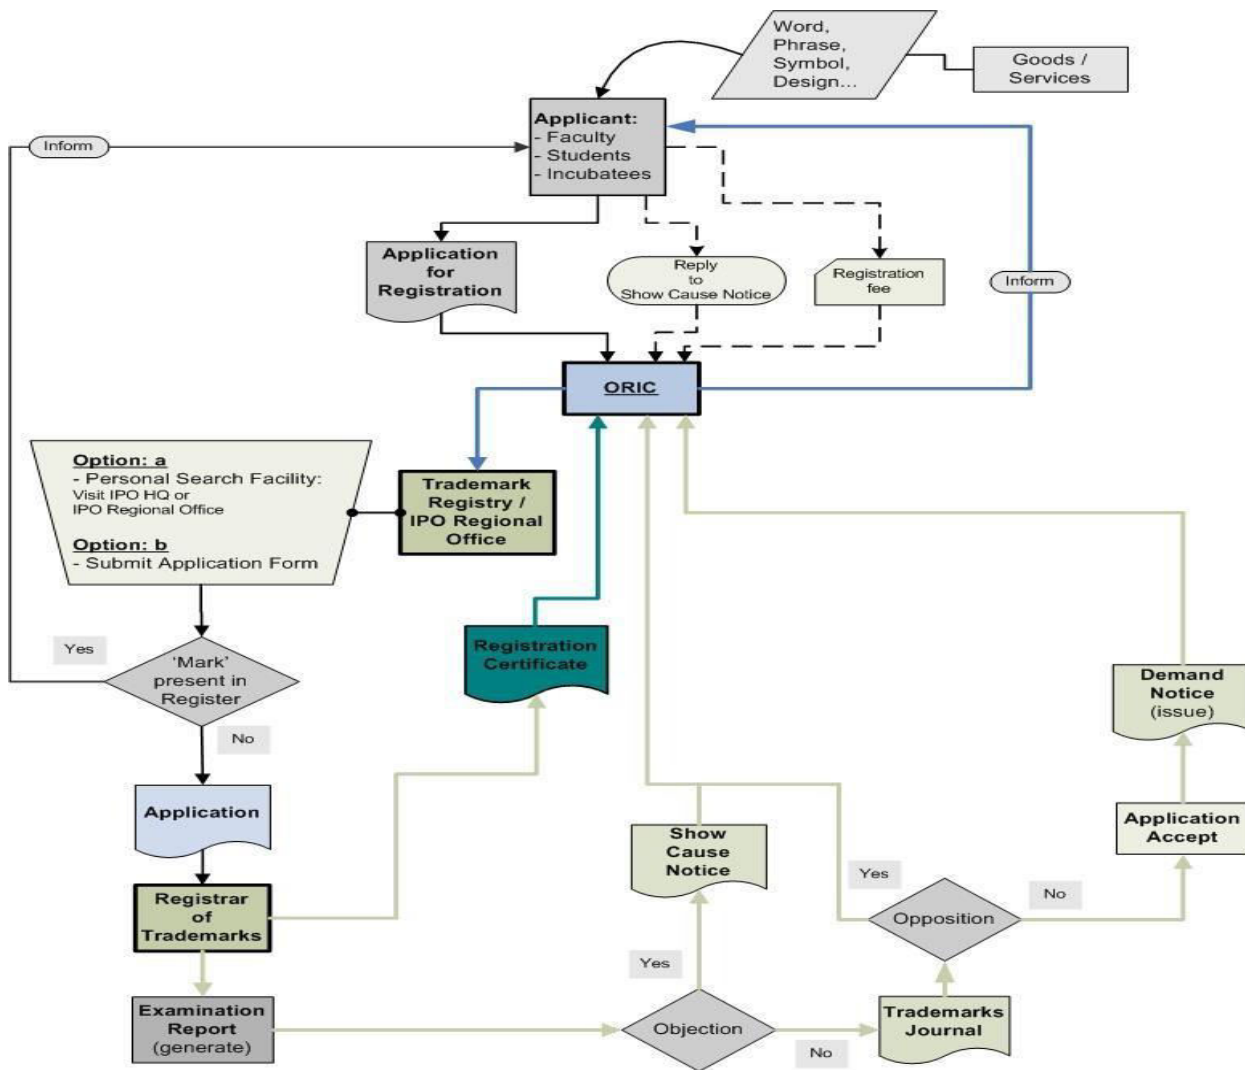 Word,
Phrase,
Symbol,
Design...
Goods /
Services
Applicant:
- Faculty
- Students
- Incubatees
Inform
Application
for
Registration
Reply
to
Show Cause Notice
Registration
fee
Inform
ORIC
Option: a
- Personal Search Facility:
Visit IPO HQ or
IPO Regional Office
Option: b
- Submit Application Form
Trademark
Registry /
IPO Regional
Office
Yes
'Mark'
present in
Register
No
Registration
Certificate
Demand
Notice
(issue)
Application
Registrar
of
Trademarks
Show
Cause
Notice
Application
Accept
Yes
Opposition
No
Yes
Examination
Report
(generate)
Objection
No
Trademarks
Journal